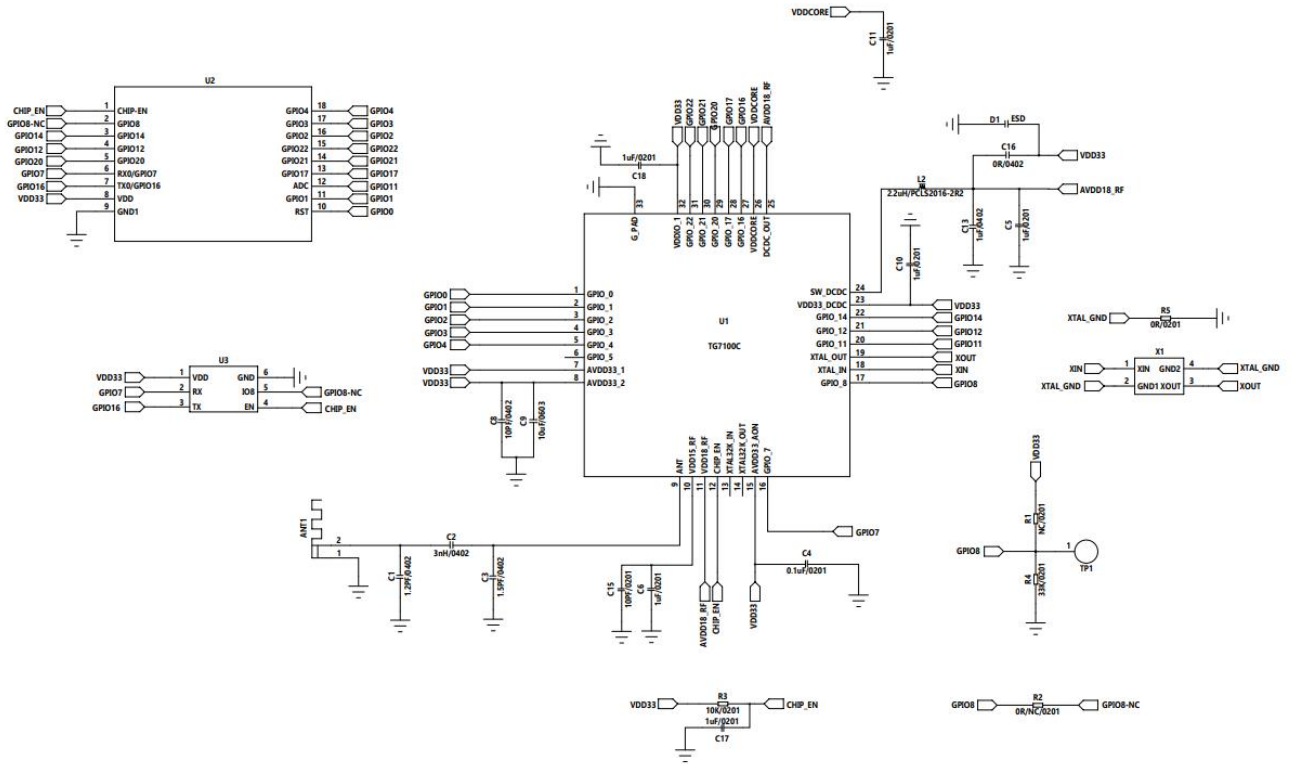 VDDCORE
C11
1uF/0201
U2
CHIP_EN 1 CHIP-EN GPIO4 18 GPIO4
GPIO8-NC 2 GPIO8 GPIO3 17 GPIO3
GPIO14 3 GPIO14 GPIO2 16 GPIO2
GPIO12 4 GPIO12 GPIO22 15 GPIO22
GPIO20 5 GPIO20 GPIO21 14 GPIO21
GPIO7 6 RX0/GPIO7 GPIO17 13 GPIO17
GPIO16 7 TX0/GPIO16 ADC 12 GPIO11
VDD33 8 VDD GPIO1 11 GPIO1
9 GND1 RST 10 GPIO0
VDD33
GPIO22
GPIO21
GPIO20
GPIO17
GPIO16
VDDCORE
AVDD18_RF
1uF/0201
C18
33 G_PAD
32 VDDIO_1
31 GPIO_22
30 GPIO_21
29 GPIO_20
28 GPIO_17
27 GPIO_16
26 VDDCORE
25 DCDC_OUT
D1 ESD
C16
0R/0402
VDD33
L2
2.2uH/PCLS2016-2R2
AVDD18_RF
C13
1uF/0402
C5
1uF/0201
C10
1uF/0201
U1
TG7100C
GPIO0 1 GPIO_0
GPIO1 2 GPIO_1
GPIO2 3 GPIO_2
GPIO3 4 GPIO_3
GPIO4 5 GPIO_4
6 GPIO_5
VDD33 7 AVDD33_1
VDD33 8 AVDD33_2
SW_DCDC 24
VDD33_DCDC 23 VDD33
GPIO_14 22 GPIO14
GPIO_12 21 GPIO12
GPIO_11 20 GPIO11
XTAL_OUT 19 XOUT
XTAL_IN 18 XIN
GPIO_8 17 GPIO8
C8
10PF/0402
C9
10uF/0603
XTAL_GND R5
0R/0201
X1
XIN 1 XIN GND2 4 XTAL_GND
XTAL_GND 2 GND1 XOUT 3 XOUT
U3
VDD33 1 VDD GND 6
GPIO7 2 RX IO8 5 GPIO8-NC
GPIO16 3 TX EN 4 CHIP_EN
ANT 9
VDD15_RF 10
VDD18_RF 11
CHIP_EN 12
XTAL32K_IN 13
XTAL32K_OUT 14
AVDD33_AON 15
GPIO_7 16
GPIO7
ANT1
2
1
C2
3nH/0402
C1
1.2PF/0402
C3
1.5PF/0402
C15
10PF/0201
C6
1uF/0201
AVDD18_RF
CHIP_EN
VDD33
C4
0.1uF/0201
VDD33
R1
NC/0201
GPIO8
1
TP1
R4
33K/0201
VDD33 R3 CHIP_EN
10K/0201
1uF/0201
C17
GPIO8 R2 GPIO8-NC
0R/NC/0201